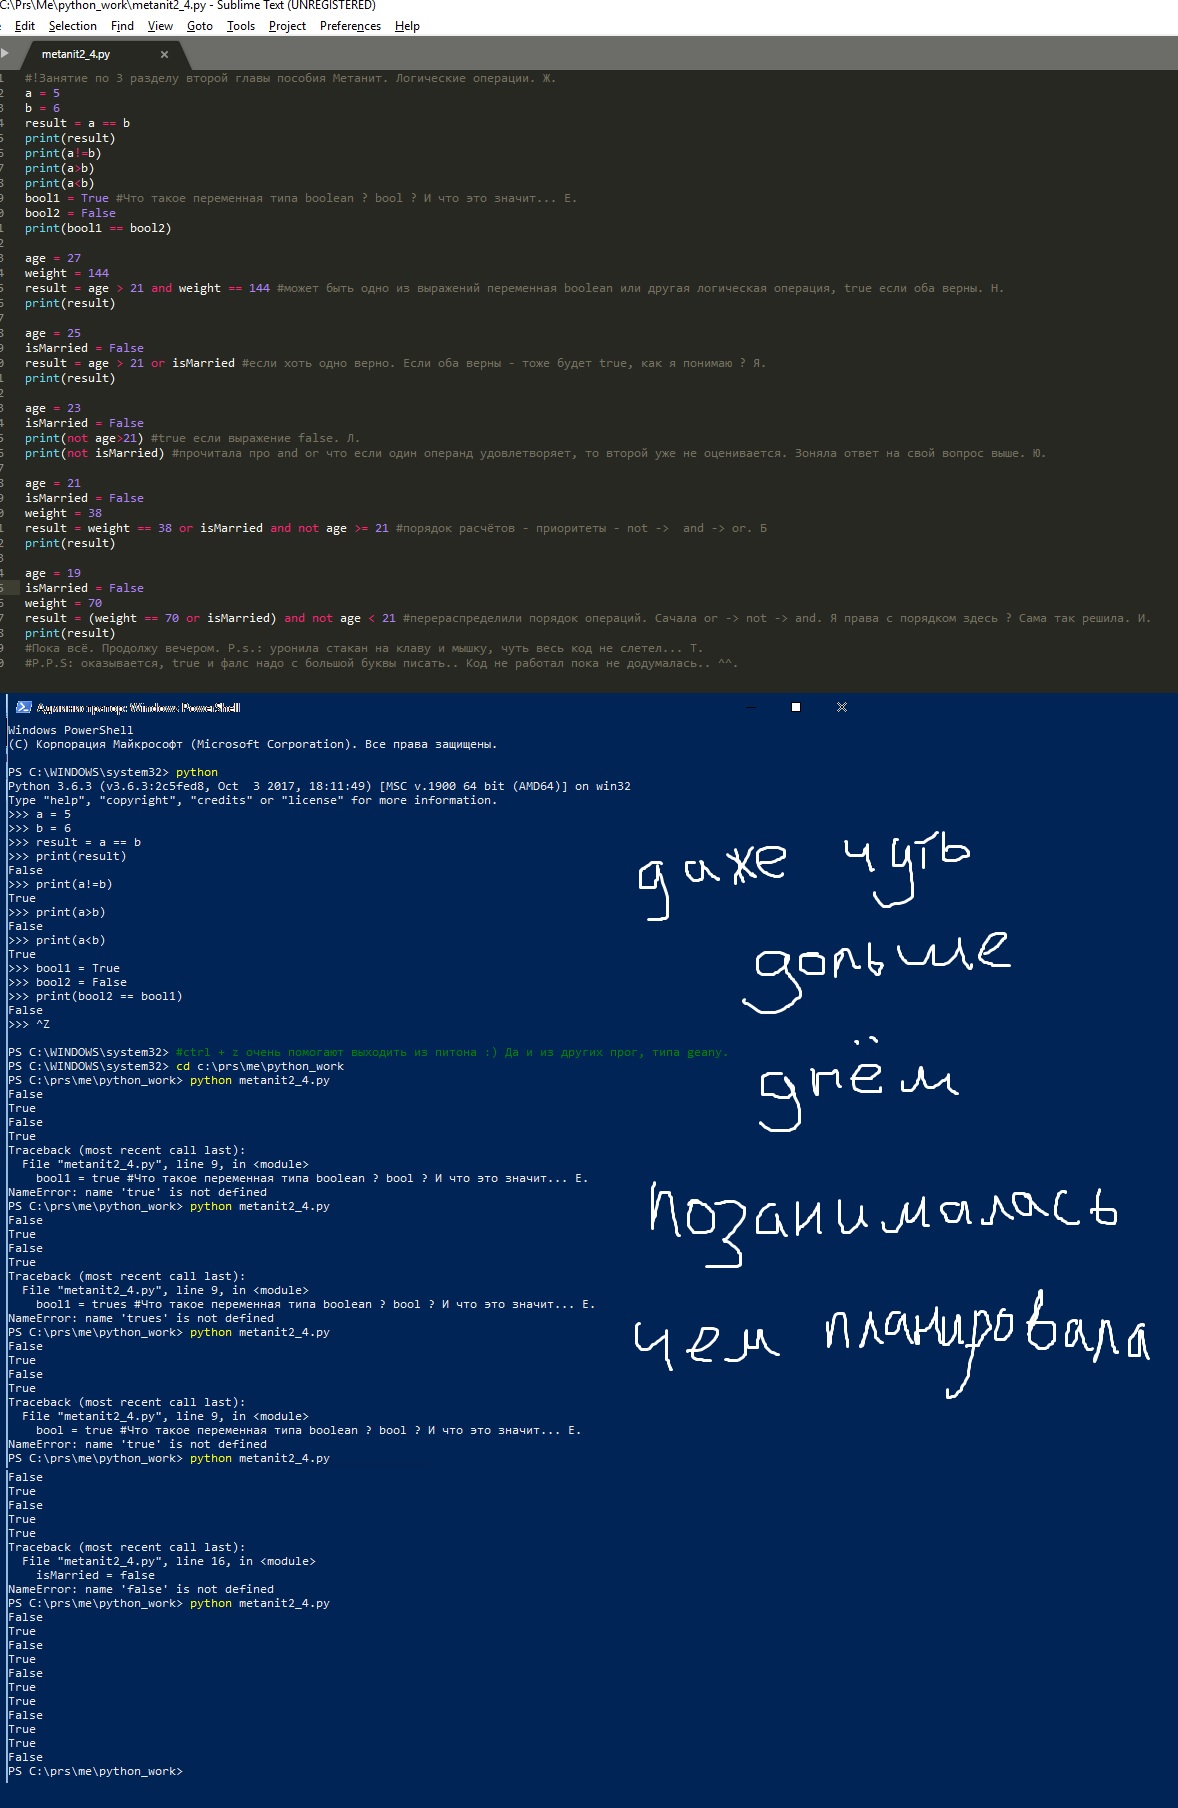 C:\Prs\Me\python_work\metanit2_4.py - Sublime Text (UNREGISTERED)
Edit Selection Find View Goto Tools Project Preferences Help
metanit2_4.py ×
#!Занятие по 3 разделу второй главы пособия Метанит. Логические операции. Ж.
a = 5
b = 6
result = a == b
print(result)
print(a!=b)
print(a>b)
print(a<b)
bool1 = True #Что такое переменная типа boolean ? bool ? И что это значит... Е.
bool2 = False
print(bool1 == bool2)
age = 27
weight = 144
result = age > 21 and weight == 144 #может быть одно из выражений переменная boolean или другая логическая операция, true если оба верны. Н.
print(result)
age = 25
isMarried = False
result = age > 21 or isMarried #если хоть одно верно. Если оба верны - тоже будет true, как я понимаю ? Я.
print(result)
age = 23
isMarried = False
print(not age>21) #true если выражение false. Л.
print(not isMarried) #прочитала про and or что если один операнд удовлетворяет, то второй уже не оценивается. Зоняла ответ на свой вопрос выше. Ю.
age = 21
isMarried = False
weight = 38
result = weight == 38 or isMarried and not age >= 21 #порядок расчётов - приоритеты - not -> and -> or. Б
print(result)
age = 19
isMarried = False
weight = 70
result = (weight == 70 or isMarried) and not age < 21 #перераспределили порядок операций. Сачала or -> not -> and. Я права с порядком здесь ? Сама так решила. И.
print(result)
#Пока всё. Продолжу вечером. P.s.: уронила стакан на клаву и мышку, чуть весь код не слетел... Т.
#P.P.S: оказывается, true и фалс надо с большой буквы писать.. Код не работал пока не додумалась.. ^^.
Администратор: Windows PowerShell
Windows PowerShell
(C) Корпорация Майкрософт (Microsoft Corporation). Все права защищены.
PS C:\WINDOWS\system32> python
Python 3.6.3 (v3.6.3:2c5fed8, Oct 3 2017, 18:11:49) [MSC v.1900 64 bit (AMD64)] on win32
Type "help", "copyright", "credits" or "license" for more information.
>>> a = 5
>>> b = 6
>>> result = a == b
>>> print(result)
False
>>> print(a!=b)
True
>>> print(a>b)
False
>>> print(a<b)
True
>>> bool1 = True
>>> bool2 = False
>>> print(bool2 == bool1)
False
>>> ^Z
PS C:\WINDOWS\system32> #ctrl + z очень помогают выходить из питона :) Да и из других прог, типа geany.
PS C:\WINDOWS\system32> cd c:\prs\me\python_work
PS C:\prs\me\python_work> python metanit2_4.py
False
True
False
True
Traceback (most recent call last):
File "metanit2_4.py", line 9, in <module>
bool1 = true #Что такое переменная типа boolean ? bool ? И что это значит... Е.
NameError: name 'true' is not defined
PS C:\prs\me\python_work> python metanit2_4.py
False
True
False
True
Traceback (most recent call last):
File "metanit2_4.py", line 9, in <module>
bool1 = trues #Что такое переменная типа boolean ? bool ? И что это значит... Е.
NameError: name 'trues' is not defined
PS C:\prs\me\python_work> python metanit2_4.py
False
True
False
True
Traceback (most recent call last):
File "metanit2_4.py", line 9, in <module>
bool = true #Что такое переменная типа boolean ? bool ? И что это значит... Е.
NameError: name 'true' is not defined
PS C:\prs\me\python_work> python metanit2_4.py
False
True
False
True
True
Traceback (most recent call last):
File "metanit2_4.py", line 16, in <module>
isMarried = false
NameError: name 'false' is not defined
PS C:\prs\me\python_work> python metanit2_4.py
False
True
False
True
False
True
True
False
True
True
False
PS C:\prs\me\python_work>
даже чуть
дольше
днём
позанималась
чем планировала